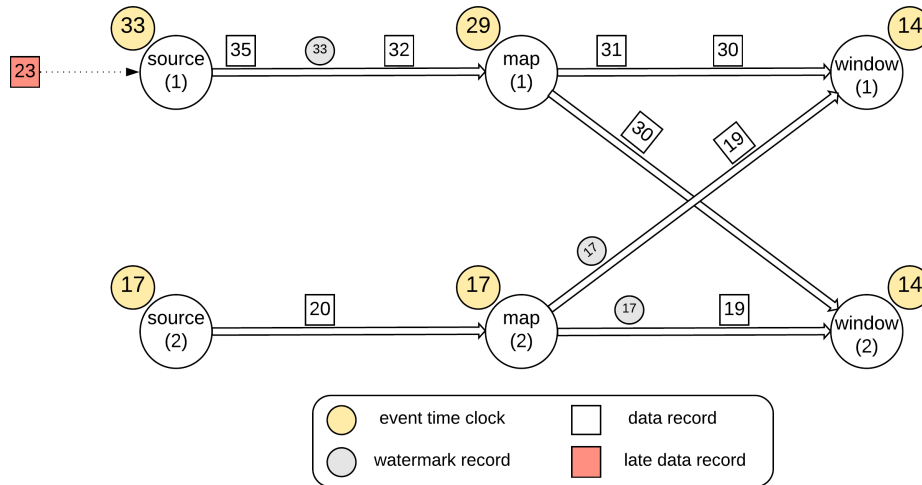 33
29
14
35
33
32
31
30
23
source
(1)
map
(1)
window
(1)
30
19
17
17
17
14
20
17
19
source
(2)
map
(2)
window
(2)
event time clock
data record
watermark record
late data record